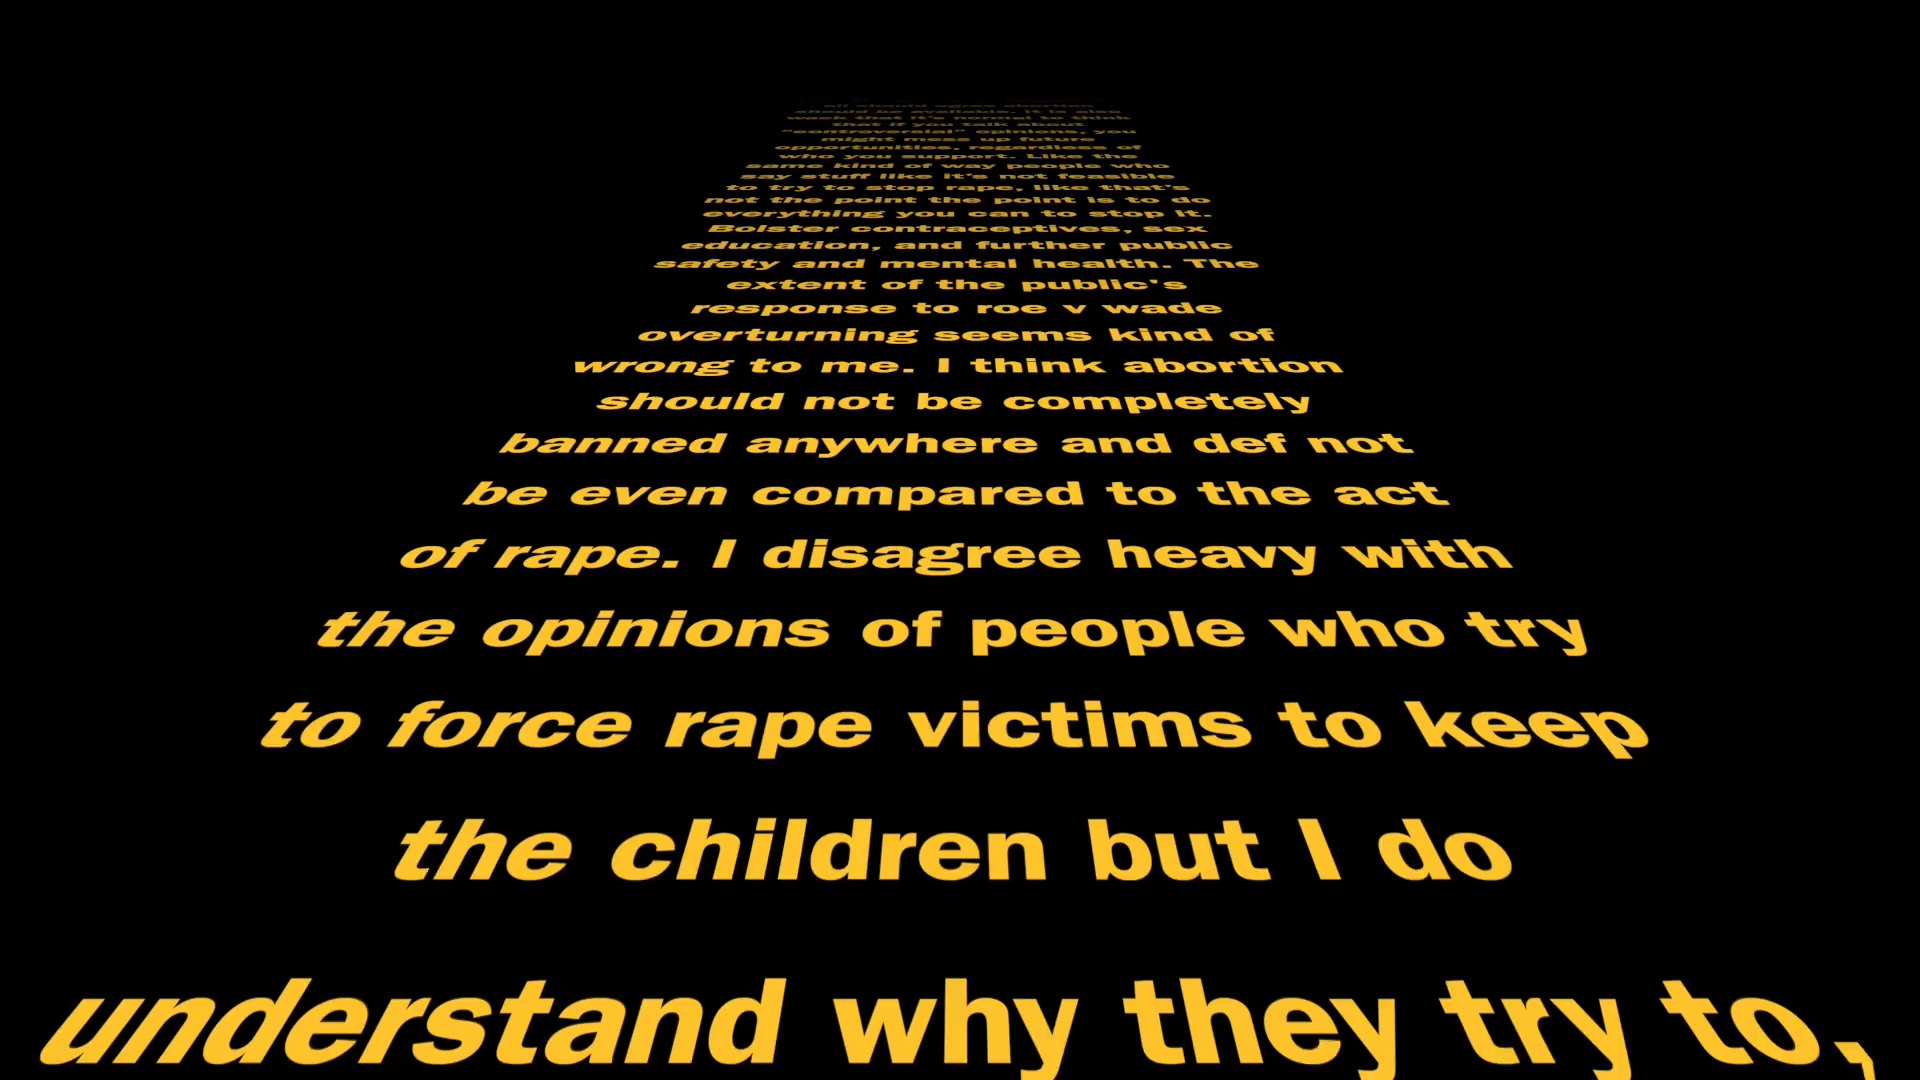 all should agree abortion
should be available, it is also
week that it's normal to think
that if you talk about
"controversial" opinions, you
might mess up future
opportunities, regardless of
who you support. Like the
same kind of way people who
say stuff like it's not feasible
to try to stop rape, like that's
not the point the point is to do
everything you can to stop it.
Bolster contraceptives, sex
education, and further public
safety and mental health. The
extent of the public's
response to roe v wade
overturning seems kind of
wrong to me. I think abortion
should not be completely
banned anywhere and def not
be even compared to the act
of rape. I disagree heavy with
the opinions of people who try
to force rape victims to keep
the children but I do
understand why they try to,